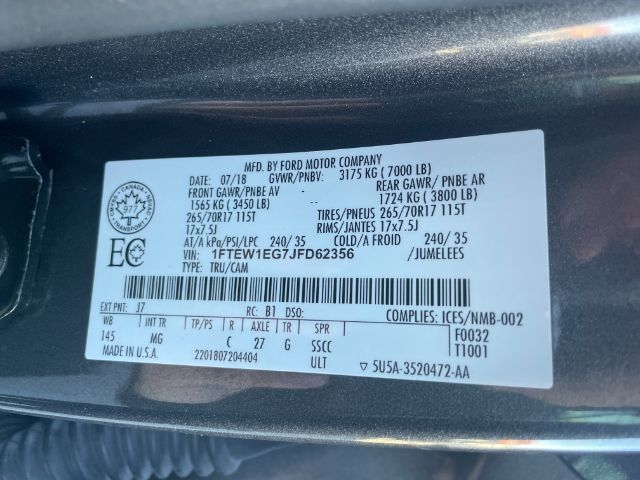 MFD. BY FORD MOTOR COMPANY
DATE: 07/18 GVWR/PNBV: 3175 KG ( 7000 LB)
FRONT GAWR/PNBE AV REAR GAWR/ PNBE AR
1565 KG ( 3450 LB) 1724 KG ( 3800 LB)
265/70R17 115T TIRES/PNEUS 265/70R17 115T
17x7.5J RIMS/JANTES 17x7.5J
AT/A kPa/PSI/LPC 240/ 35 COLD/A FROID 240/ 35
VIN: 1FTEW1EG7JFD62356 /JUMELEES
TYPE: TRU/CAM
CANADA
977
TRANSPORT
EC
EXT PNT: J7 RC: B1 DSO: COMPLIES: ICES/NMB-002
WB INT TR TP/PS R AXLE TR SPR F0032
145 MG C 27 G SSCC T1001
MADE IN U.S.A. 2201807204404 ULT ▽ 5U5A-3520472-AA